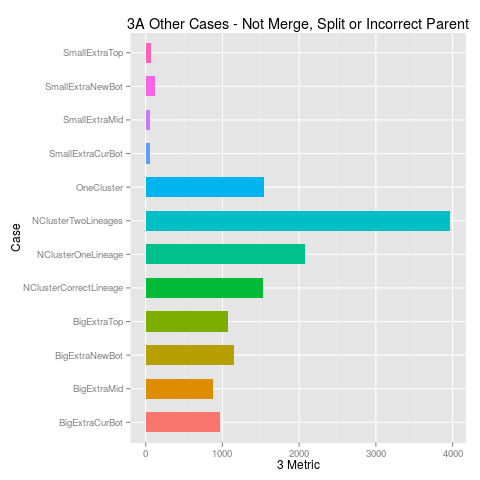 3A Other Cases - Not Merge, Split or Incorrect Parent
SmallExtraTop
SmallExtraNewBot
SmallExtraMid
SmallExtraCurBot
OneCluster
NClusterTwoLineages
NClusterOneLineage
NClusterCorrectLineage
BigExtraTop
BigExtraNewBot
BigExtraMid
BigExtraCurBot
Case
0 1000 2000 3000 4000
3 Metric